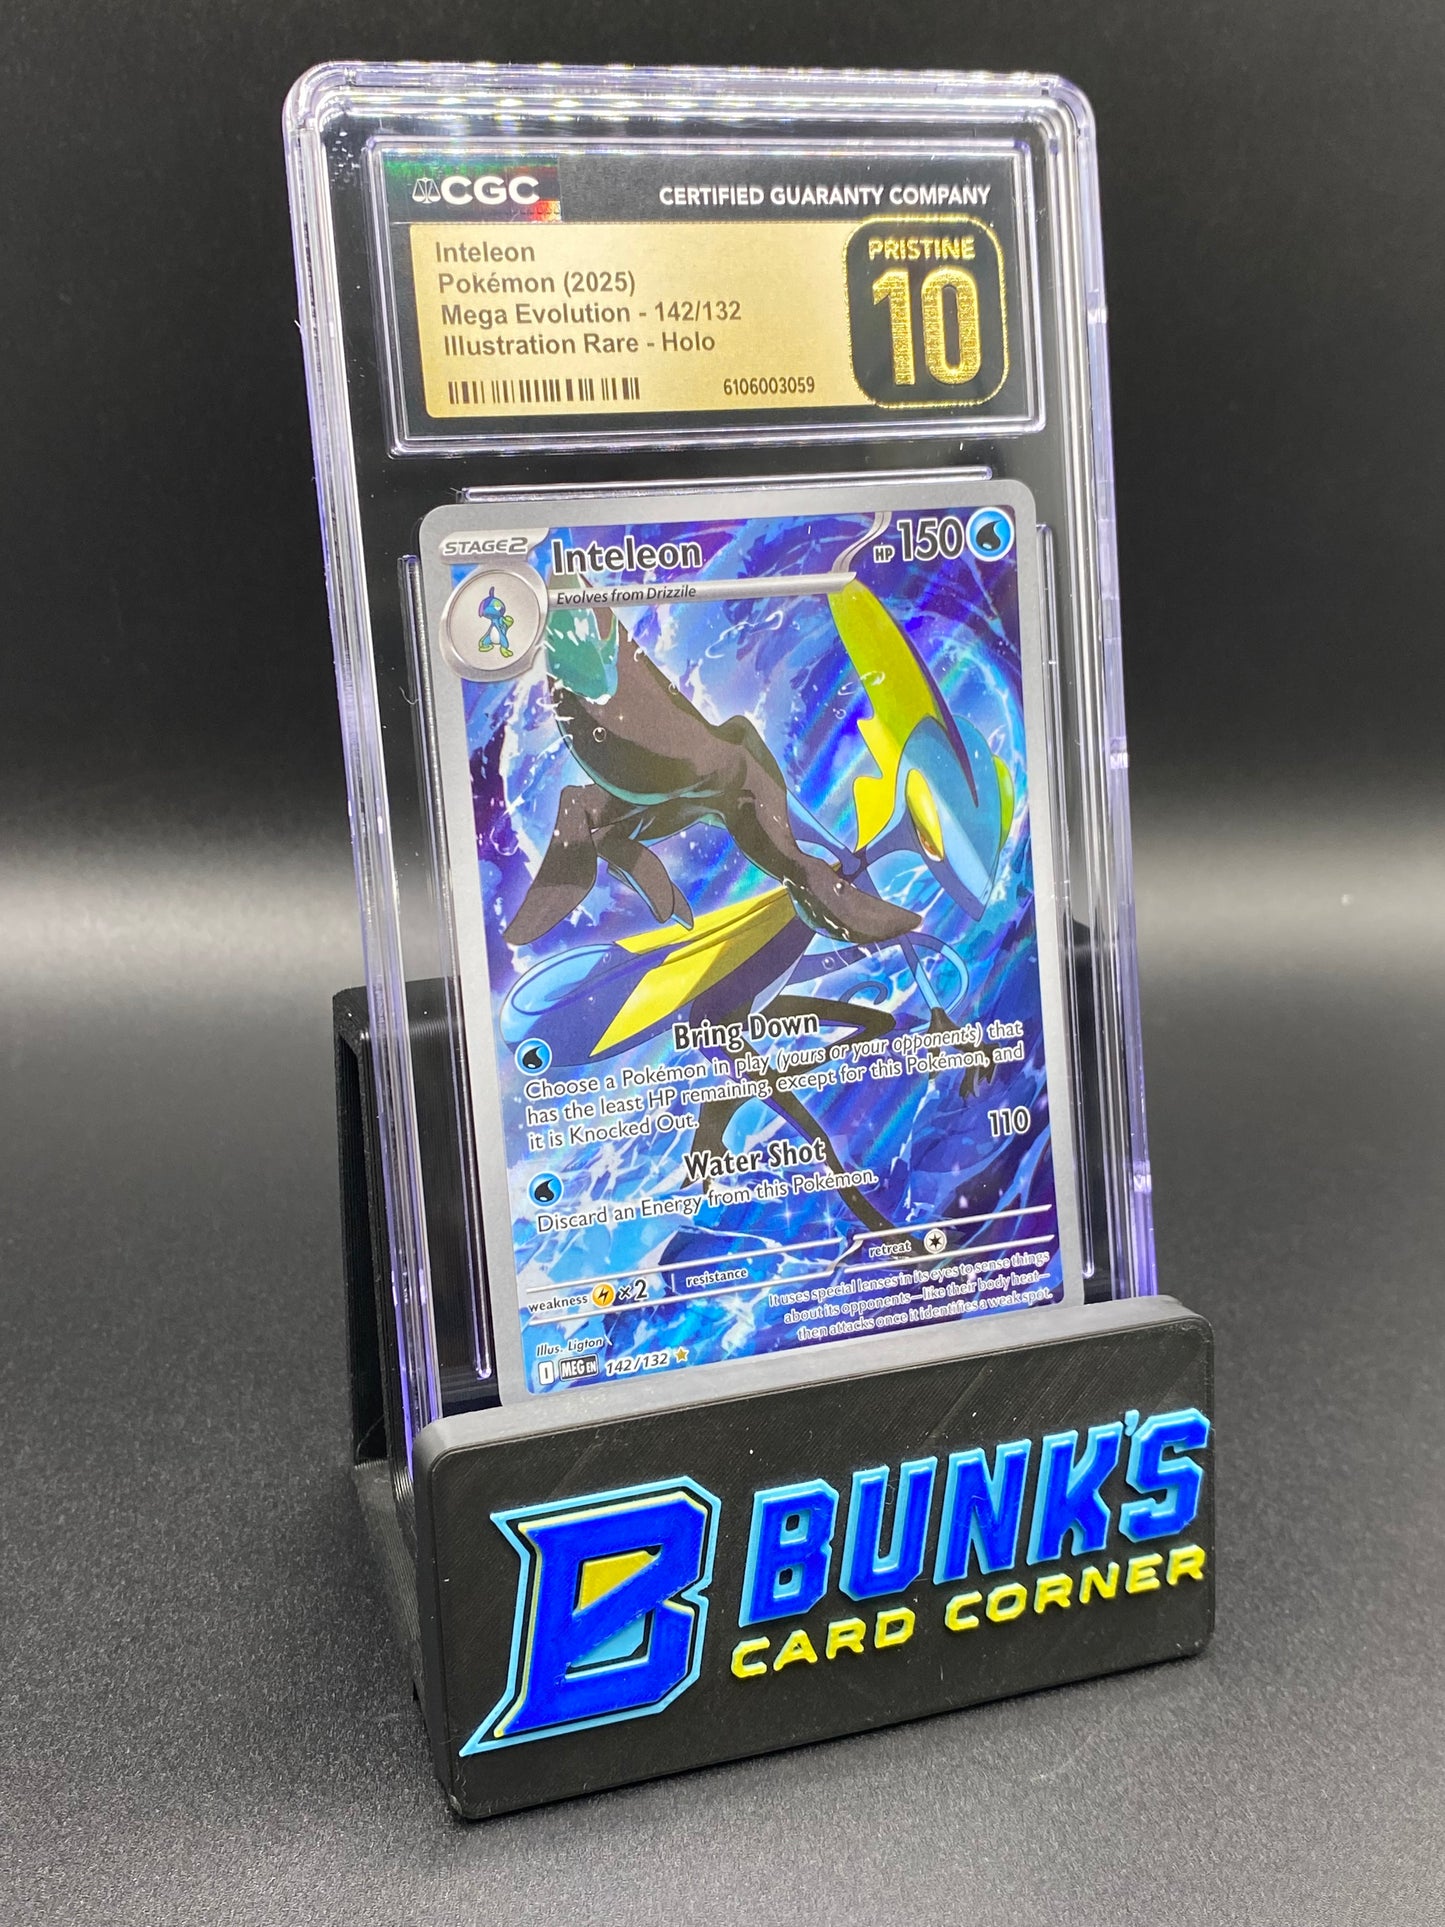 CGC
CERTIFIED GUARANTY COMPANY
Inteleon
Pokémon (2025)
Mega Evolution - 142/132
Illustration Rare - Holo
6106003059
PRISTINE
10
STAGE2
Inteleon
HP 150
Evolves from Drizzile
Bring Down
Choose a Pokémon in play (yours or your opponent's) that
has the least HP remaining, except for this Pokémon, and
it is Knocked Out.
Water Shot
110
Discard an Energy from this Pokémon.
weakness ×2
resistance
retreat
It uses special lenses in its eyes to sense things
about its opponents—like their body heat—
then attacks once it identifies a weak spot.
Illus. Ligton
I MEG EN 142/132
B
BUNK'S
CARD CORNER